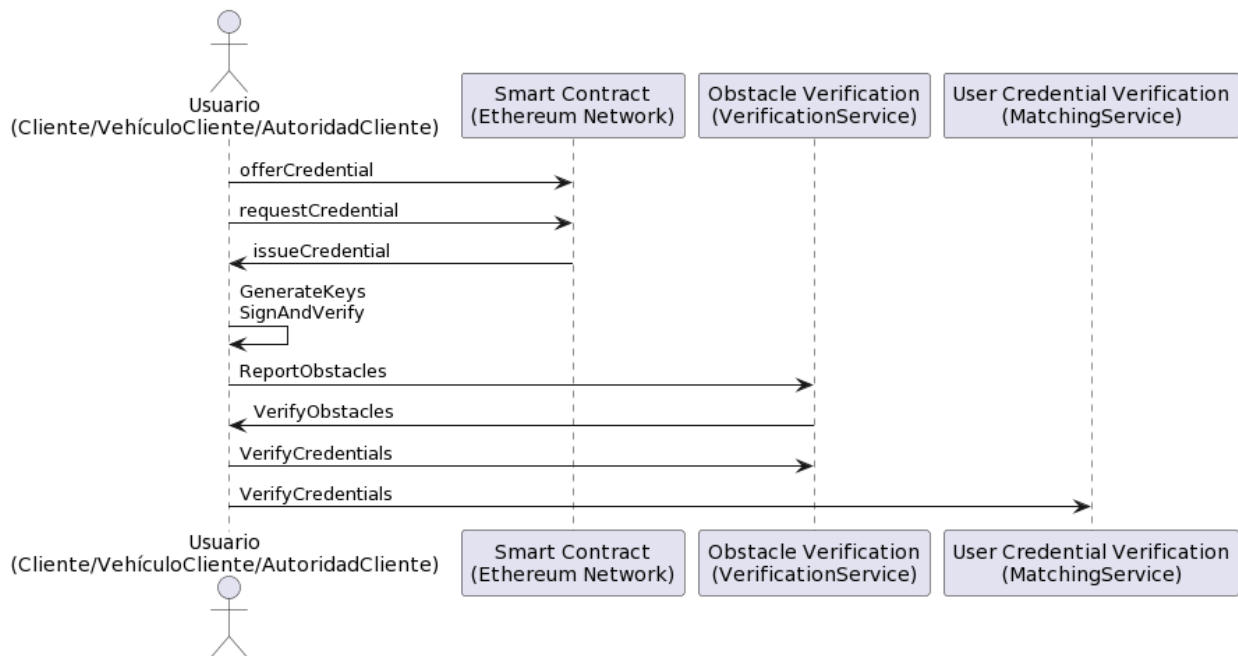 Usuario
(Cliente/VehículoCliente/AutoridadCliente)
Smart Contract
(Ethereum Network)
Obstacle Verification
(VerificationService)
User Credential Verification
(MatchingService)
offerCredential
requestCredential
issueCredential
GenerateKeys
SignAndVerify
ReportObstacles
VerifyObstacles
VerifyCredentials
VerifyCredentials
Usuario
(Cliente/VehículoCliente/AutoridadCliente)
Smart Contract
(Ethereum Network)
Obstacle Verification
(VerificationService)
User Credential Verification
(MatchingService)